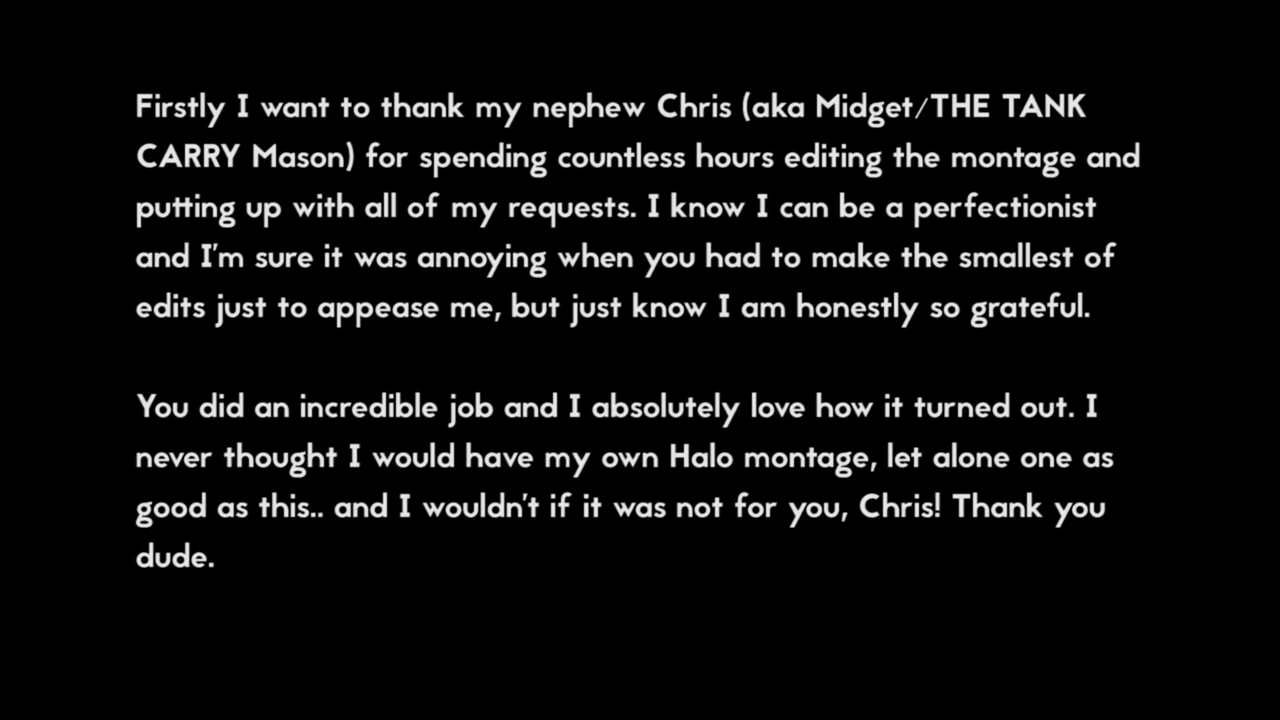 Firstly I want to thank my nephew Chris (aka Midget/THE TANK
CARRY Mason) for spending countless hours editing the montage and
putting up with all of my requests. I know I can be a perfectionist
and I'm sure it was annoying when you had to make the smallest of
edits just to appease me, but just know I am honestly so grateful.
You did an incredible job and I absolutely love how it turned out. I
never thought I would have my own Halo montage, let alone one as
good as this.. and I wouldn't if it was not for you, Chris! Thank you
dude.